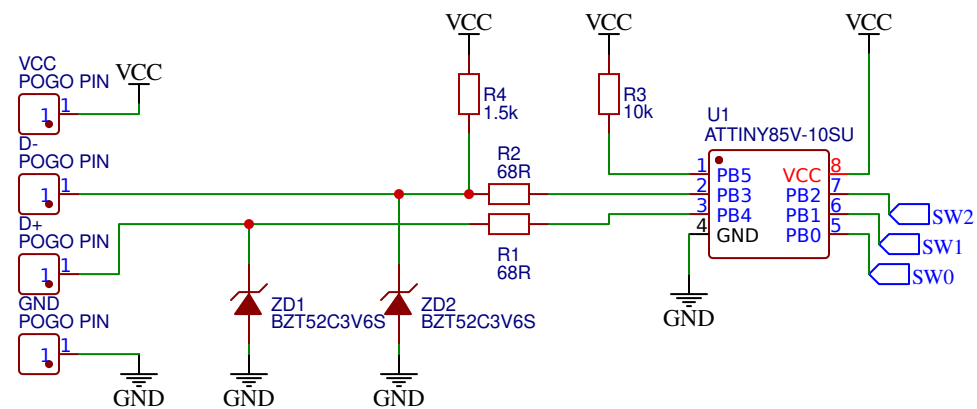 VCC
POGO PIN
1
1
VCC
D-
POGO PIN
1
1
D+
POGO PIN
1
1
GND
POGO PIN
1
1
GND
ZD1
BZT52C3V6S
GND
ZD2
BZT52C3V6S
GND
VCC
R4
1.5k
R2
68R
R1
68R
VCC
R3
10k
VCC
U1
ATTINY85V-10SU
1 PB5 VCC 8
2 PB3 PB2 7
3 PB4 PB1 6
4 GND PB0 5
GND
SW2
SW1
SW0